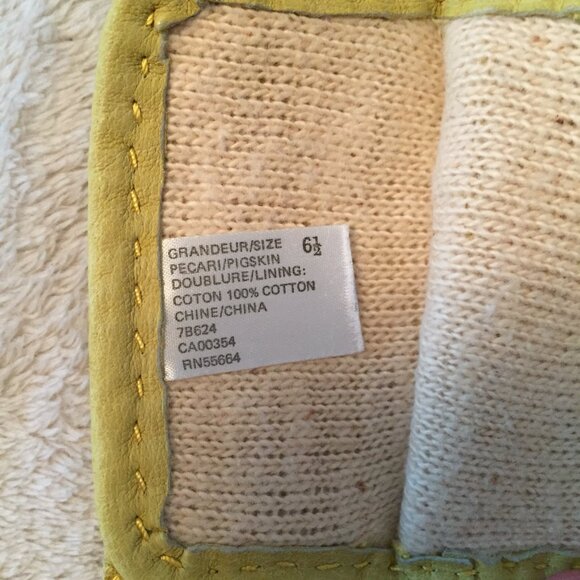 GRANDEUR/SIZE 6½
PECARI/PIGSKIN
DOUBLURE/LINING:
COTON 100% COTTON
CHINE/CHINA
7B624
CA00354
RN55664